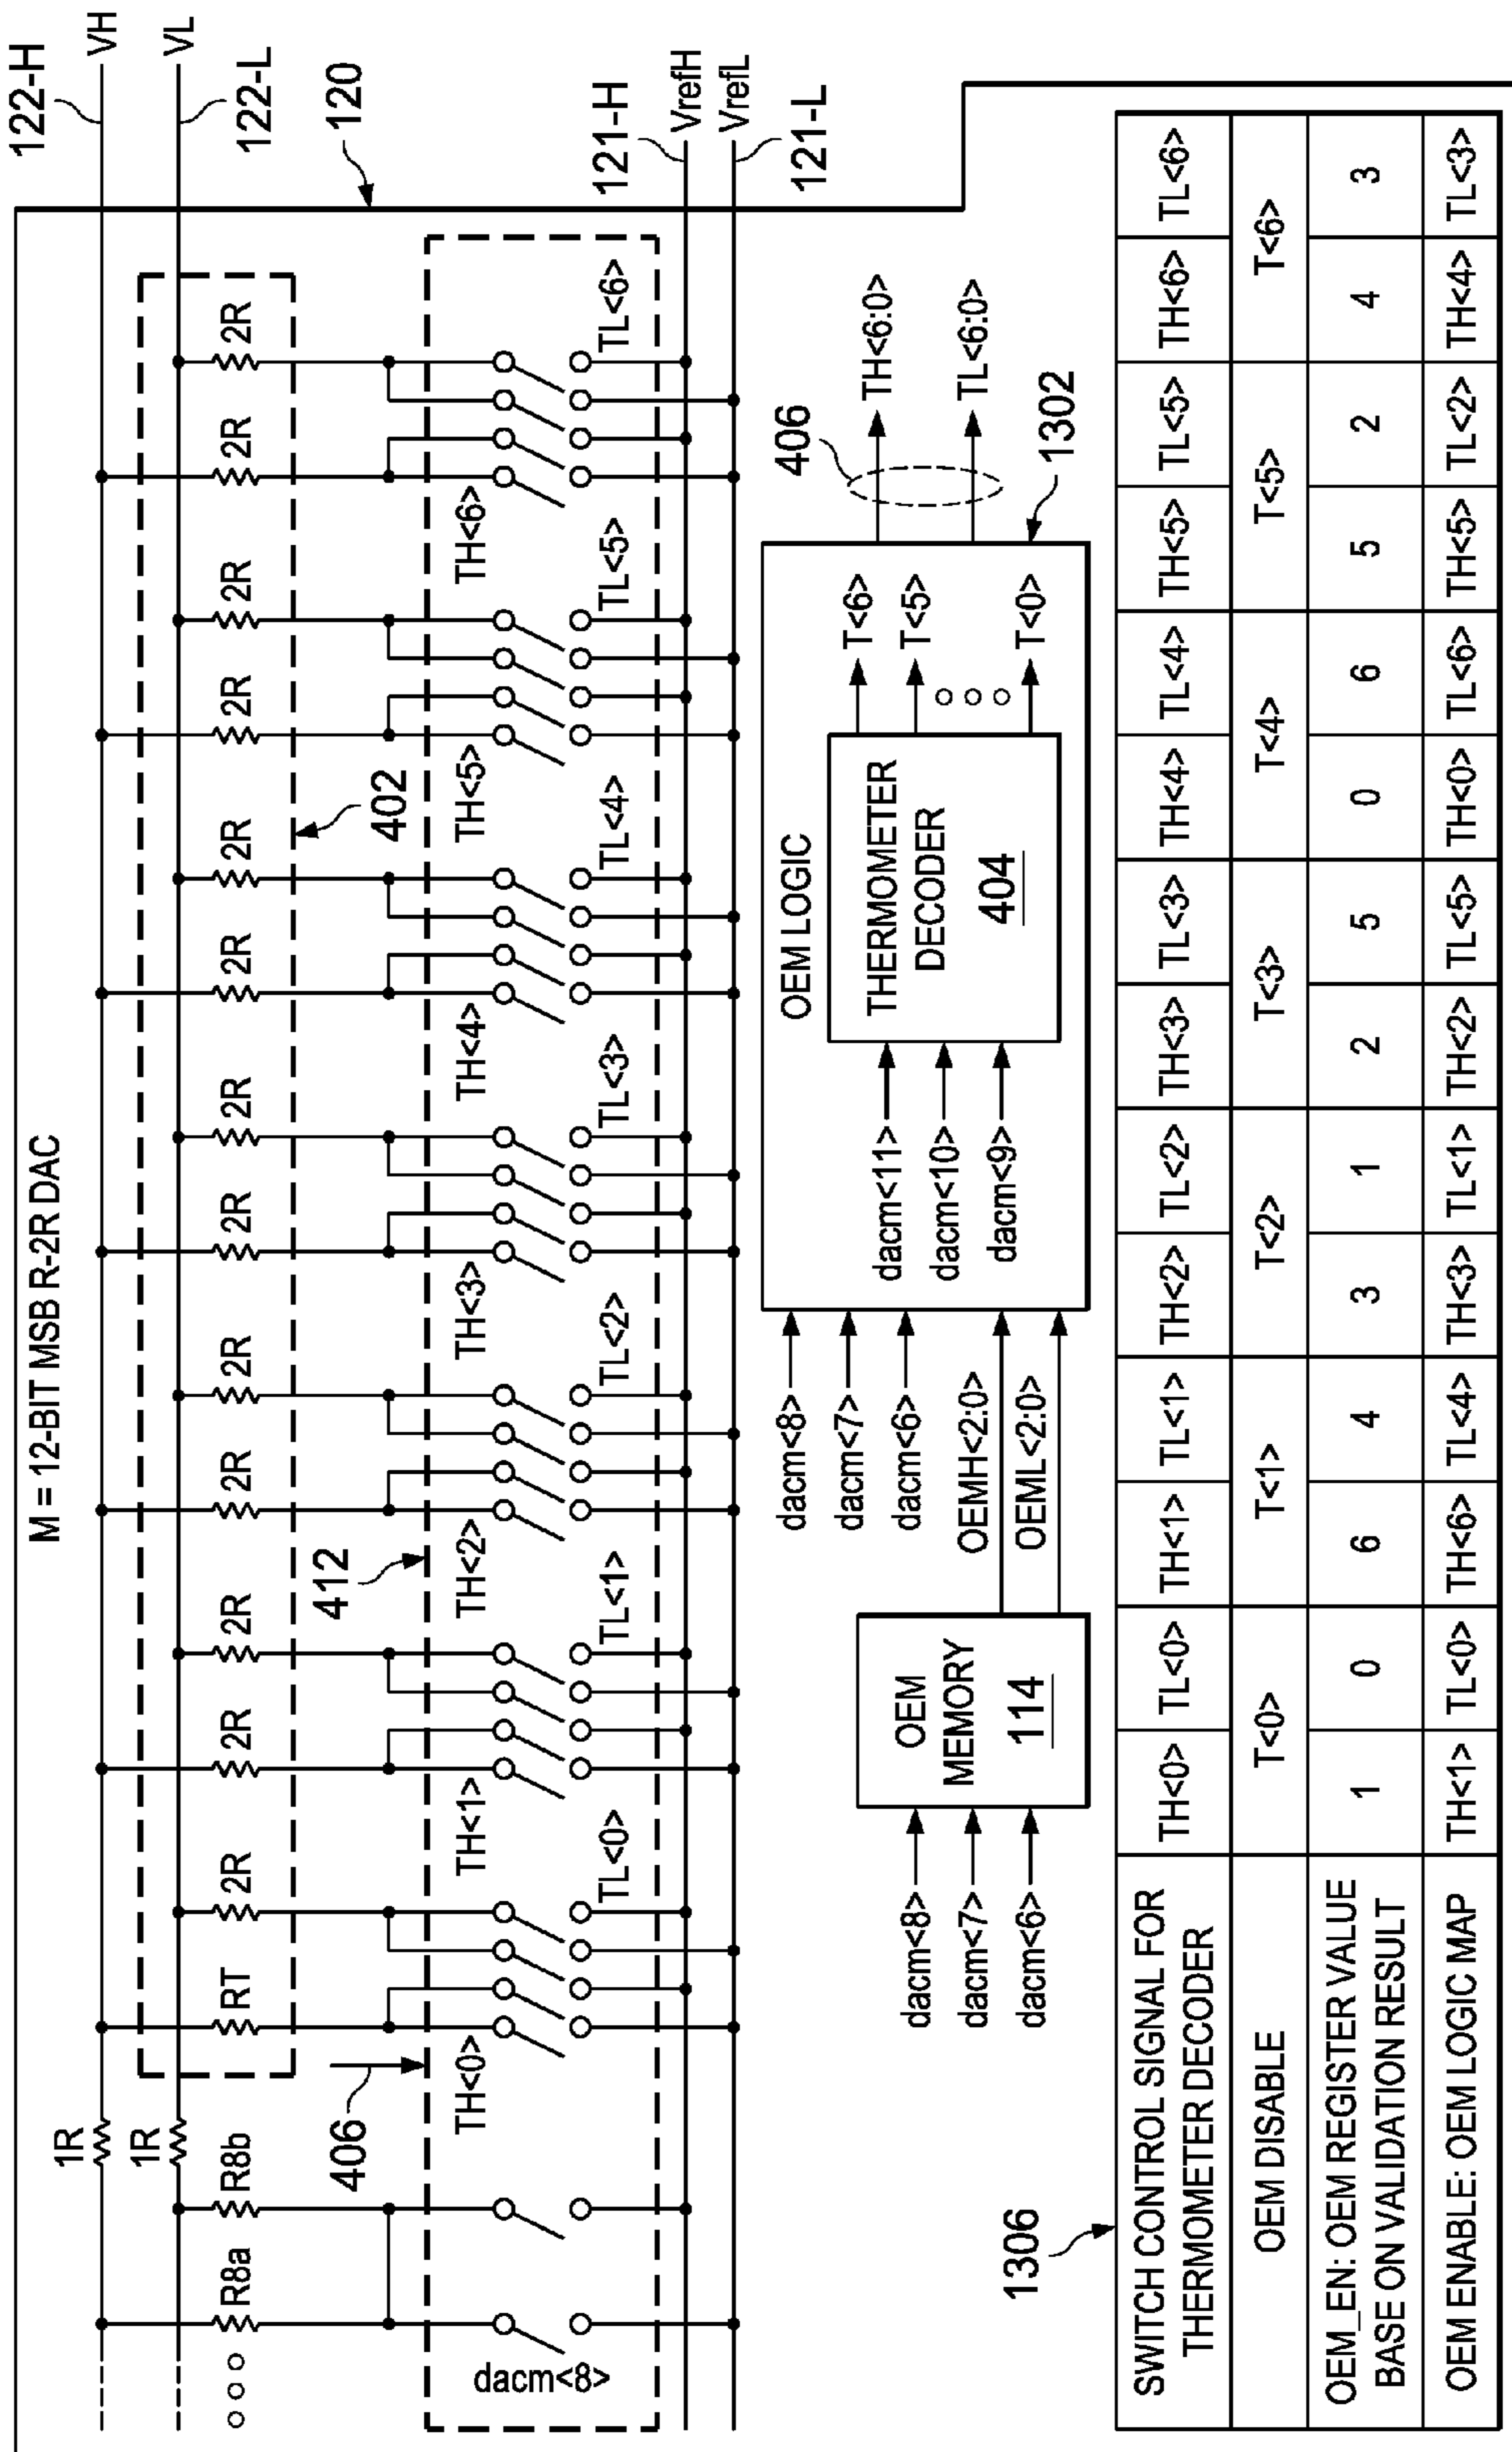 M = 12-BIT MSB R-2R DAC
122-H
VH
VL
122-L
120
1R
1R
R8a
R8b
RT
2R
2R
2R
2R
2R
2R
2R
2R
2R
2R
2R
2R
2R
402
406
412
dacm<8>
TH<0>
TL<0>
TH<1>
TL<1>
TH<2>
TL<2>
TH<3>
TL<3>
TH<4>
TL<4>
TH<5>
TL<5>
TH<6>
TL<6>
121-H
VrefH
VrefL
121-L
dacm<8>
dacm<7>
dacm<6>
OEM
MEMORY
114
dacm<8>
dacm<7>
dacm<6>
OEMH<2:0>
OEML<2:0>
OEM LOGIC
dacm<11>
dacm<10>
dacm<9>
THERMOMETER
DECODER
404
T<6>
T<5>
T<0>
406
TH<6:0>
TL<6:0>
1302
1306
SWITCH CONTROL SIGNAL FOR
THERMOMETER DECODER
TH<0> TL<0> TH<1> TL<1> TH<2> TL<2> TH<3> TL<3> TH<4> TL<4> TH<5> TL<5> TH<6> TL<6>
OEM DISABLE T<0> T<1> T<2> T<3> T<4> T<5> T<6>
OEM_EN: OEM REGISTER VALUE
BASE ON VALIDATION RESULT
1 0 6 4 3 1 2 5 0 6 5 2 4 3
OEM ENABLE: OEM LOGIC MAP TH<1> TL<0> TH<6> TL<4> TH<3> TL<1> TH<2> TL<5> TH<0> TL<6> TH<5> TL<2> TH<4> TL<3>